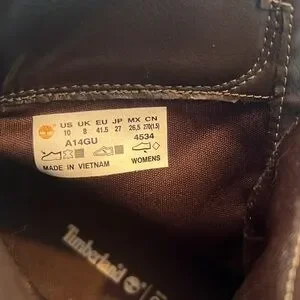 US UK EU JP MX CN
10 8 41.5 27 26.5 270(1.5)
A14GU 4534
MADE IN VIETNAM WOMENS
Timberland